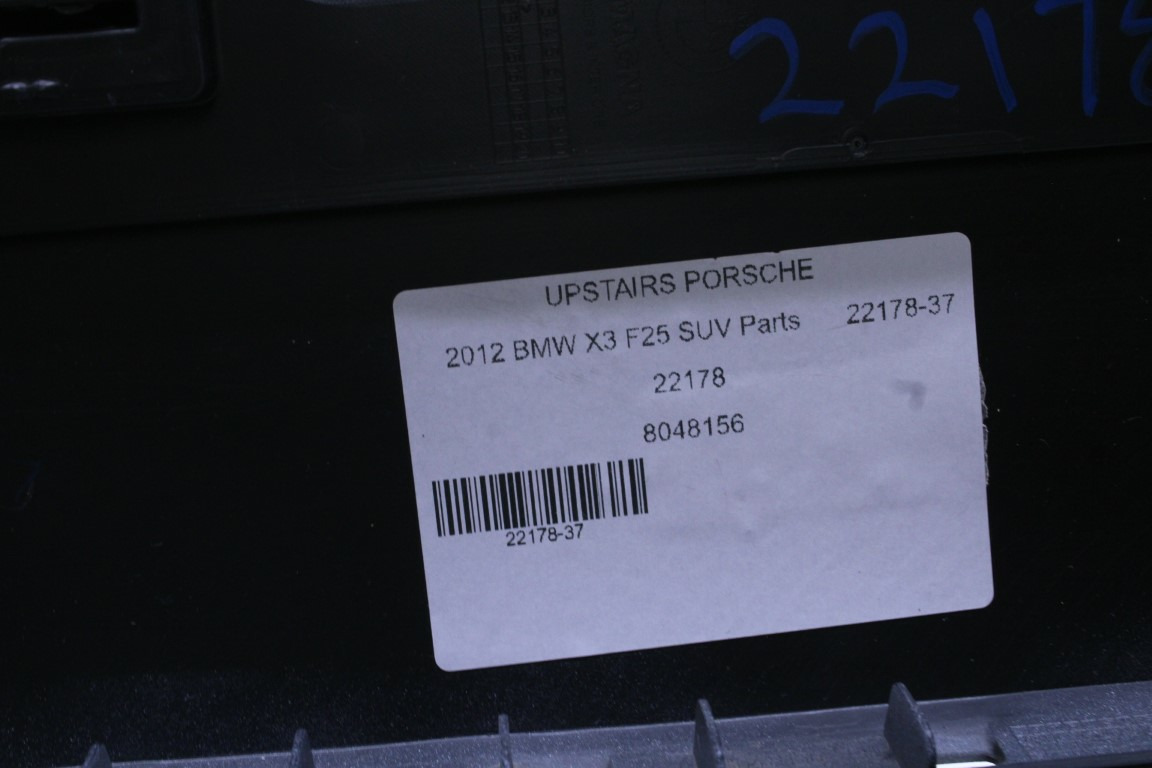 22178
UPSTAIRS PORSCHE
2012 BMW X3 F25 SUV Parts 22178-37
22178
8048156
22178-37